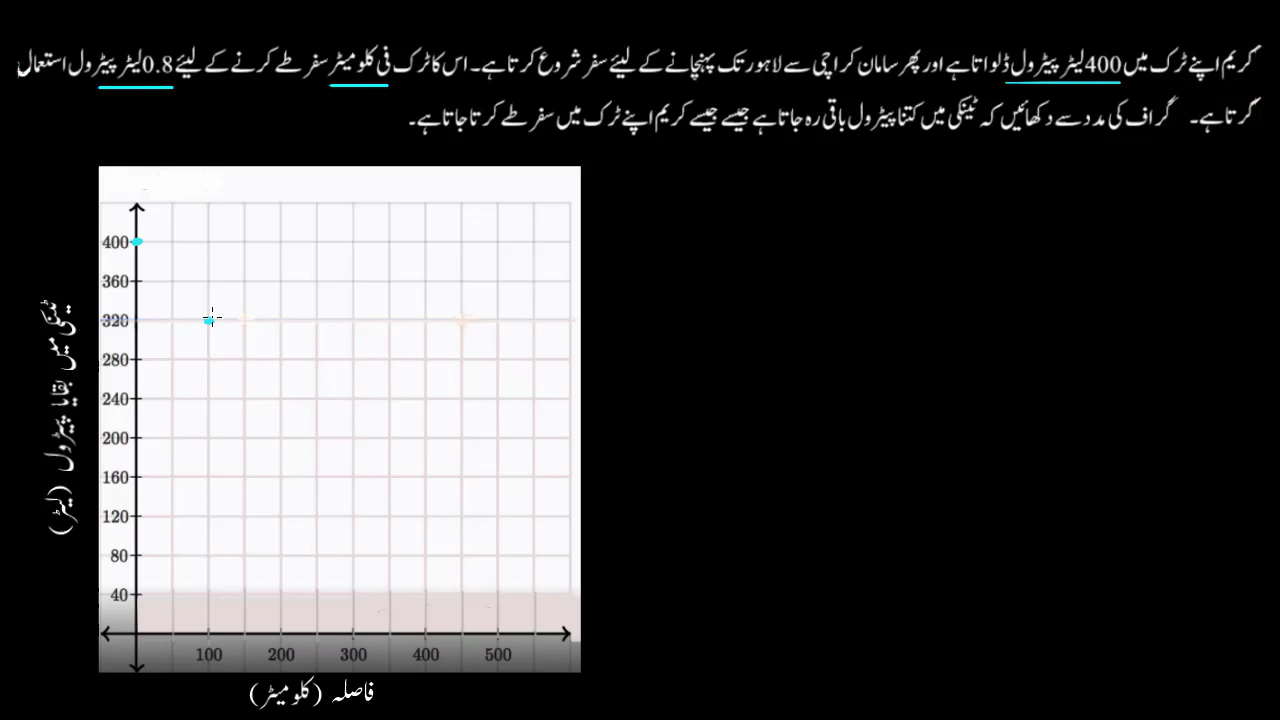 کریم اپنے ٹرک میں 400 لیٹر پیٹرول ڈلواتا ہے اور پھر سامان کراچی سے لاہور تک پہنچانے کے لیئے سفر شروع کرتا ہے۔ اس کا ٹرک فی کلومیٹر سفر طے کرنے کے لیئے 0.8 لیٹر پیٹرول استعمال
کرتا ہے۔ گراف کی مدد سے دکھائیں کہ ٹینکی میں کتنا پیٹرول باقی رہ جاتا ہے جیسے جیسے کریم اپنے ٹرک میں سفر طے کرتا جاتا ہے۔
ٹینکی میں بقایا پیٹرول (لیٹر)
400
360
320
280
240
200
160
120
80
40
100 200 300 400 500
فاصلہ (کلومیٹر)